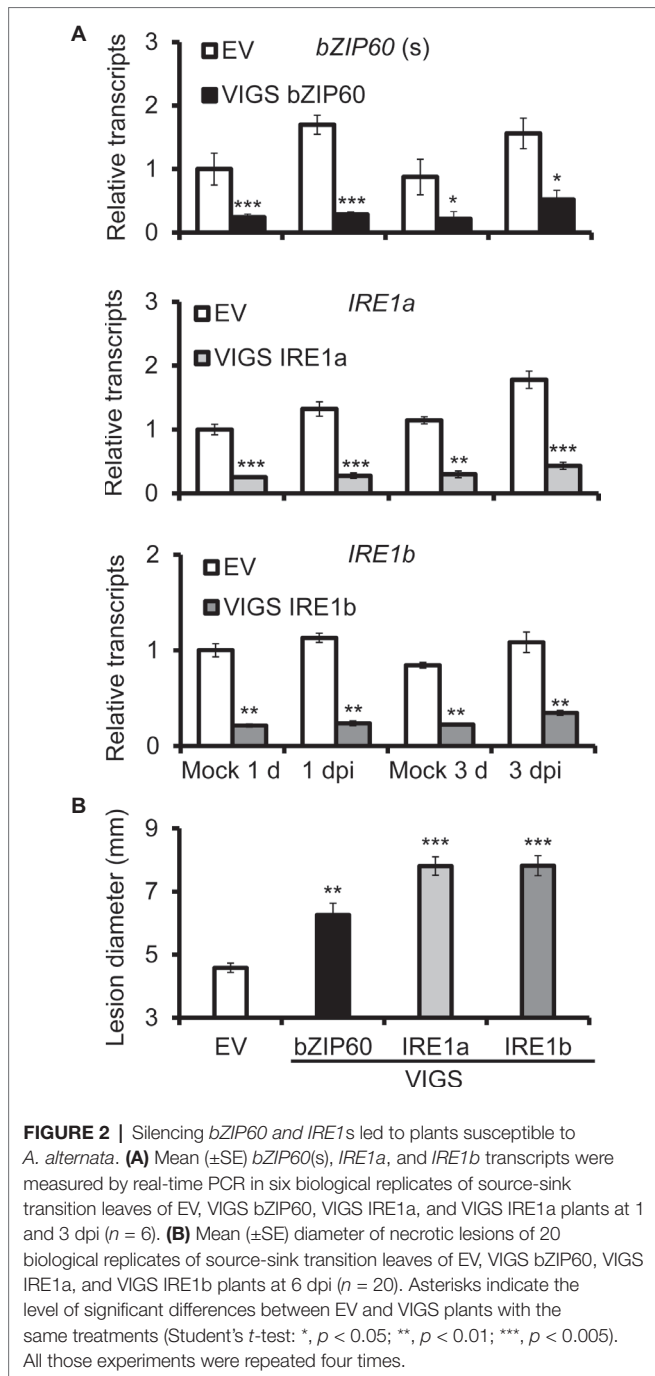 A
bZIP60 (s)
EV
VIGS bZIP60
Relative transcripts
3
2
1
0
***
***
*
*
IRE1a
EV
VIGS IRE1a
Relative transcripts
3
2
1
0
***
***
**
***
IRE1b
EV
VIGS IRE1b
Relative transcripts
2
1
0
**
**
**
**
Mock 1 d 1 dpi Mock 3 d 3 dpi
B
Lesion diameter (mm)
9
7
5
3
**
***
***
EV bZIP60 IRE1a IRE1b
VIGS
FIGURE 2 | Silencing bZIP60 and IRE1s led to plants susceptible to
A. alternata. (A) Mean (±SE) bZIP60(s), IRE1a, and IRE1b transcripts were
measured by real-time PCR in six biological replicates of source-sink
transition leaves of EV, VIGS bZIP60, VIGS IRE1a, and VIGS IRE1a plants at 1
and 3 dpi (n = 6). (B) Mean (±SE) diameter of necrotic lesions of 20
biological replicates of source-sink transition leaves of EV, VIGS bZIP60, VIGS
IRE1a, and VIGS IRE1b plants at 6 dpi (n = 20). Asterisks indicate the
level of significant differences between EV and VIGS plants with the
same treatments (Student's t-test: *, p < 0.05; **, p < 0.01; ***, p < 0.005).
All those experiments were repeated four times.